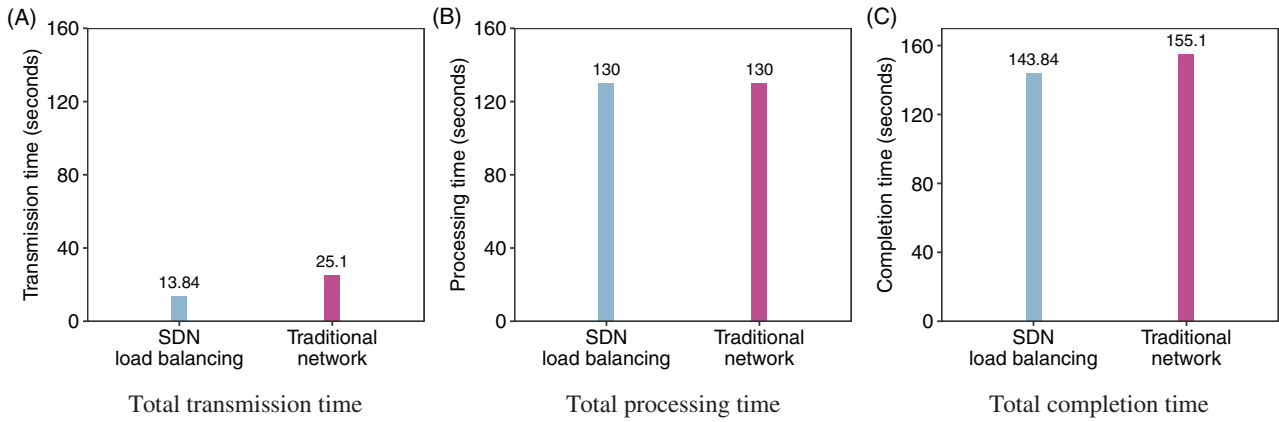 (A)
160
120
80
40
0
Transmission time (seconds)
13.84
25.1
SDN
load balancing
Traditional
network
Total transmission time
(B)
160
120
80
40
0
Processing time (seconds)
130
130
SDN
load balancing
Traditional
network
Total processing time
(C)
160
120
80
40
0
Completion time (seconds)
143.84
155.1
SDN
load balancing
Traditional
network
Total completion time